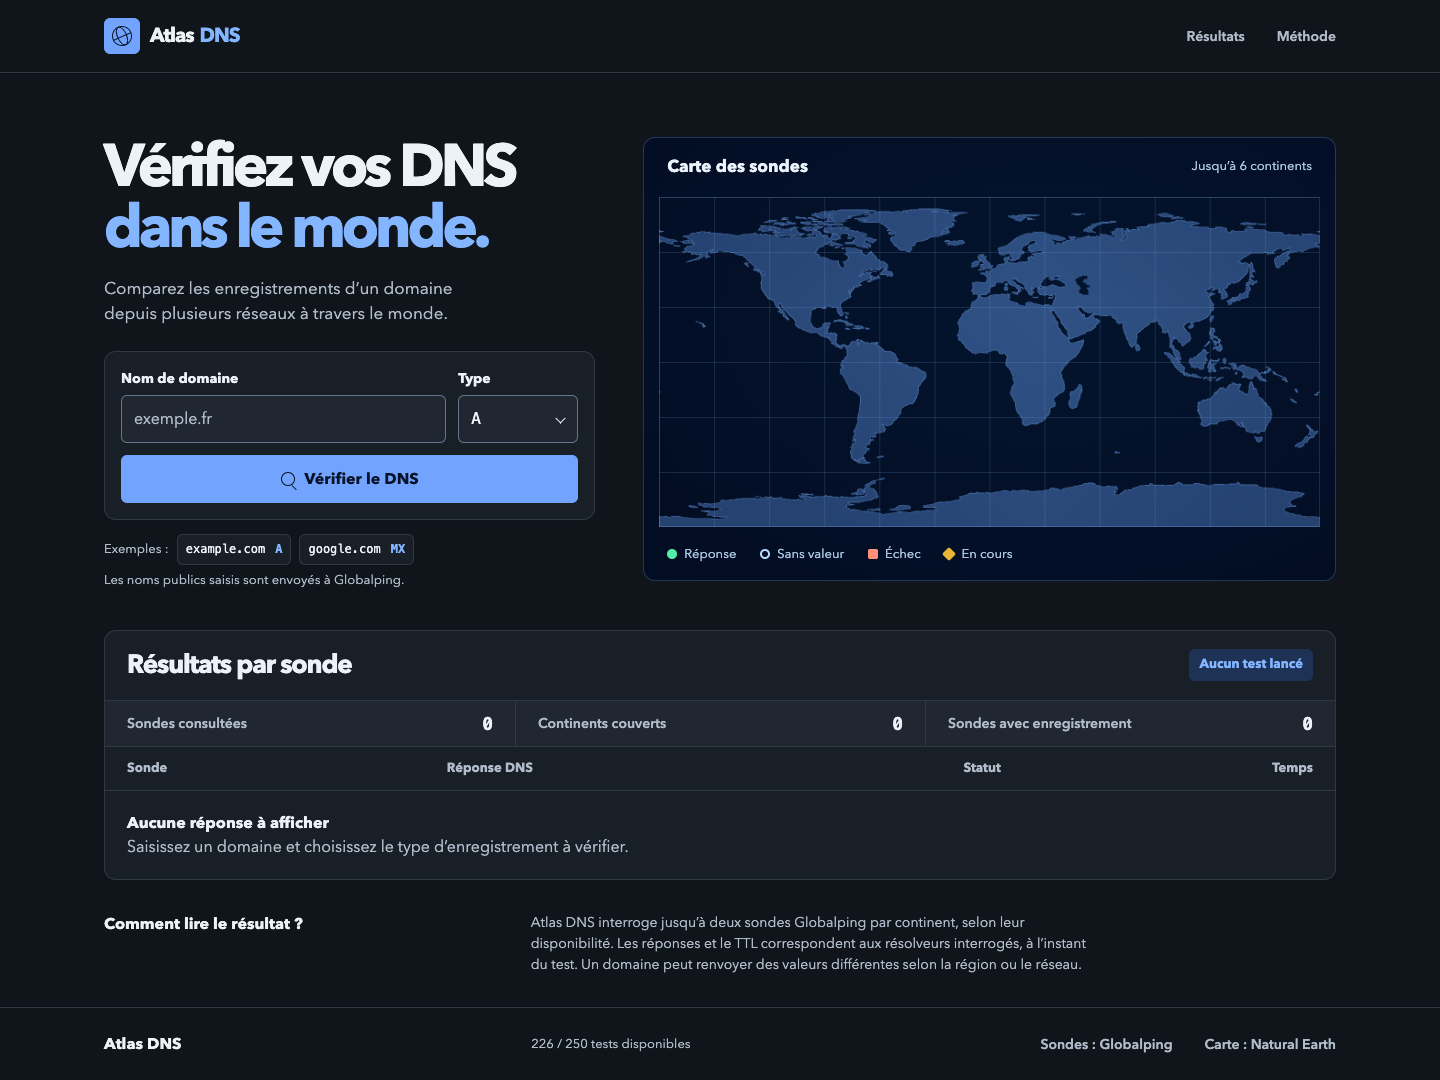 Atlas DNS
Résultats
Méthode
Vérifiez vos DNS
dans le monde.
Comparez les enregistrements d’un domaine
depuis plusieurs réseaux à travers le monde.
Nom de domaine
Type
exemple.fr
A
Vérifier le DNS
Exemples :
example.com A
google.com MX
Les noms publics saisis sont envoyés à Globalping.
Carte des sondes
Jusqu’à 6 continents
Réponse
Sans valeur
Échec
En cours
Résultats par sonde
Aucun test lancé
Sondes consultées
0
Continents couverts
0
Sondes avec enregistrement
0
Sonde
Réponse DNS
Statut
Temps
Aucune réponse à afficher
Saisissez un domaine et choisissez le type d’enregistrement à vérifier.
Comment lire le résultat ?
Atlas DNS interroge jusqu’à deux sondes Globalping par continent, selon leur
disponibilité. Les réponses et le TTL correspondent aux résolveurs interrogés, à l’instant
du test. Un domaine peut renvoyer des valeurs différentes selon la région ou le réseau.
Atlas DNS
226 / 250 tests disponibles
Sondes : Globalping
Carte : Natural Earth